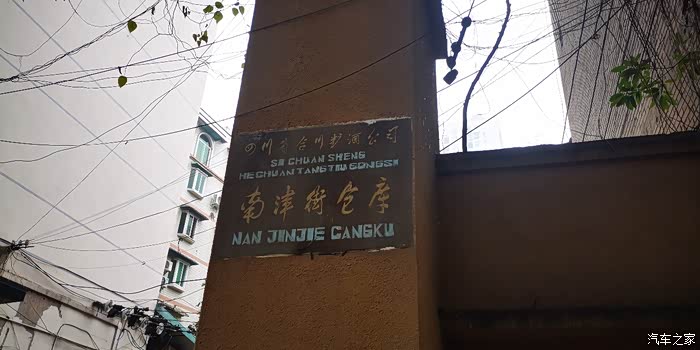 四川省合川糖酒公司
SI CHUAN SHENG
HECHUAN TANGJIU GONGSI
南津街仓库
NAN JINJIE CANGKU
汽车之家